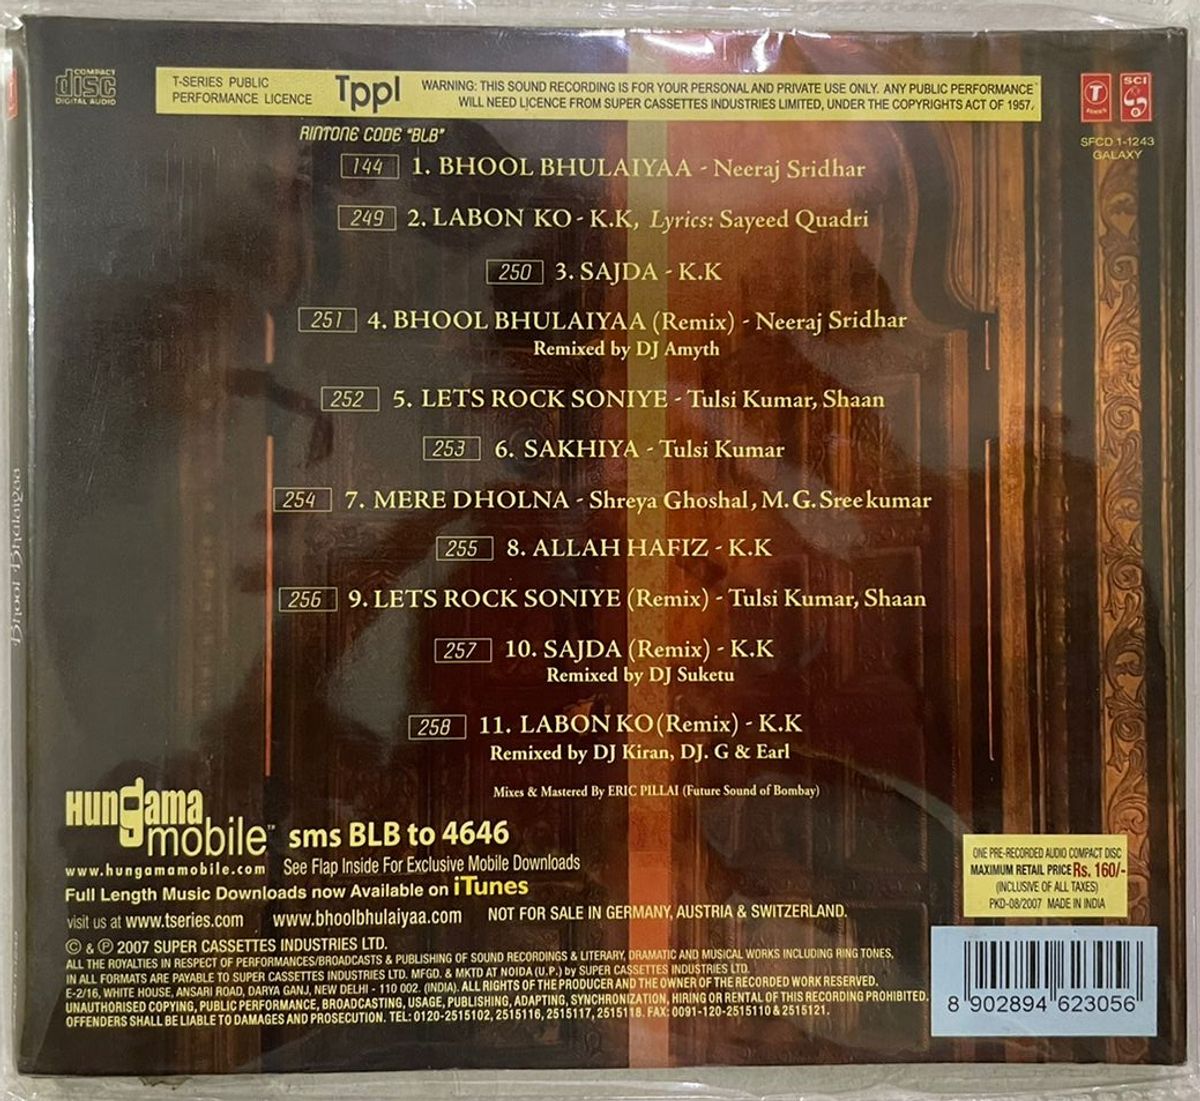 COMPACT
disc
DIGITAL AUDIO
T-SERIES PUBLIC
PERFORMANCE LICENCE
Tppl
WARNING: THIS SOUND RECORDING IS FOR YOUR PERSONAL AND PRIVATE USE ONLY. ANY PUBLIC PERFORMANCE
WILL NEED LICENCE FROM SUPER CASSETTES INDUSTRIES LIMITED, UNDER THE COPYRIGHTS ACT OF 1957.
T
SERIES
SCI
SFCD 1-1243
GALAXY
RINTONE CODE "BLB"
144 1. BHOOL BHULAIYAA - Neeraj Sridhar
249 2. LABON KO - K.K, Lyrics: Sayeed Quadri
250 3. SAJDA - K.K
251 4. BHOOL BHULAIYAA (Remix) - Neeraj Sridhar
Remixed by DJ Amyth
252 5. LETS ROCK SONIYE - Tulsi Kumar, Shaan
253 6. SAKHIYA - Tulsi Kumar
254 7. MERE DHOLNA - Shreya Ghoshal, M.G. Sreekumar
255 8. ALLAH HAFIZ - K.K
256 9. LETS ROCK SONIYE (Remix) - Tulsi Kumar, Shaan
257 10. SAJDA (Remix) - K.K
Remixed by DJ Suketu
258 11. LABON KO (Remix) - K.K
Remixed by DJ Kiran, DJ. G & Earl
Mixes & Mastered By ERIC PILLAI (Future Sound of Bombay)
Bhool Bhulaiyaa
Hungama
mobile™ sms BLB to 4646
www.hungamamobile.com See Flap Inside For Exclusive Mobile Downloads
Full Length Music Downloads now Available on iTunes
visit us at www.tseries.com www.bhoolbhulaiyaa.com NOT FOR SALE IN GERMANY, AUSTRIA & SWITZERLAND.
© & ℗ 2007 SUPER CASSETTES INDUSTRIES LTD.
ALL THE ROYALTIES IN RESPECT OF PERFORMANCES/BROADCASTS & PUBLISHING OF SOUND RECORDINGS & LITERARY, DRAMATIC AND MUSICAL WORKS INCLUDING RING TONES,
IN ALL FORMATS ARE PAYABLE TO SUPER CASSETTES INDUSTRIES LTD. MFGD. & MKTD AT NOIDA (U.P.) by SUPER CASSETTES INDUSTRIES LTD.
E-2/16, WHITE HOUSE, ANSARI ROAD, DARYA GANJ, NEW DELHI - 110 002. (INDIA). ALL RIGHTS OF THE PRODUCER AND THE OWNER OF THE RECORDED WORK RESERVED.
UNAUTHORISED COPYING, PUBLIC PERFORMANCE, BROADCASTING, USAGE, PUBLISHING, ADAPTING, SYNCHRONIZATION, HIRING OR RENTAL OF THIS RECORDING PROHIBITED.
OFFENDERS SHALL BE LIABLE TO DAMAGES AND PROSECUTION. TEL: 0120-2515102, 2515116, 2515117, 2515118. FAX: 0091-120-2515110 & 2515121.
ONE PRE-RECORDED AUDIO COMPACT DISC
MAXIMUM RETAIL PRICE Rs. 160/-
(INCLUSIVE OF ALL TAXES)
PKD-08/2007 MADE IN INDIA
8 902894 623056